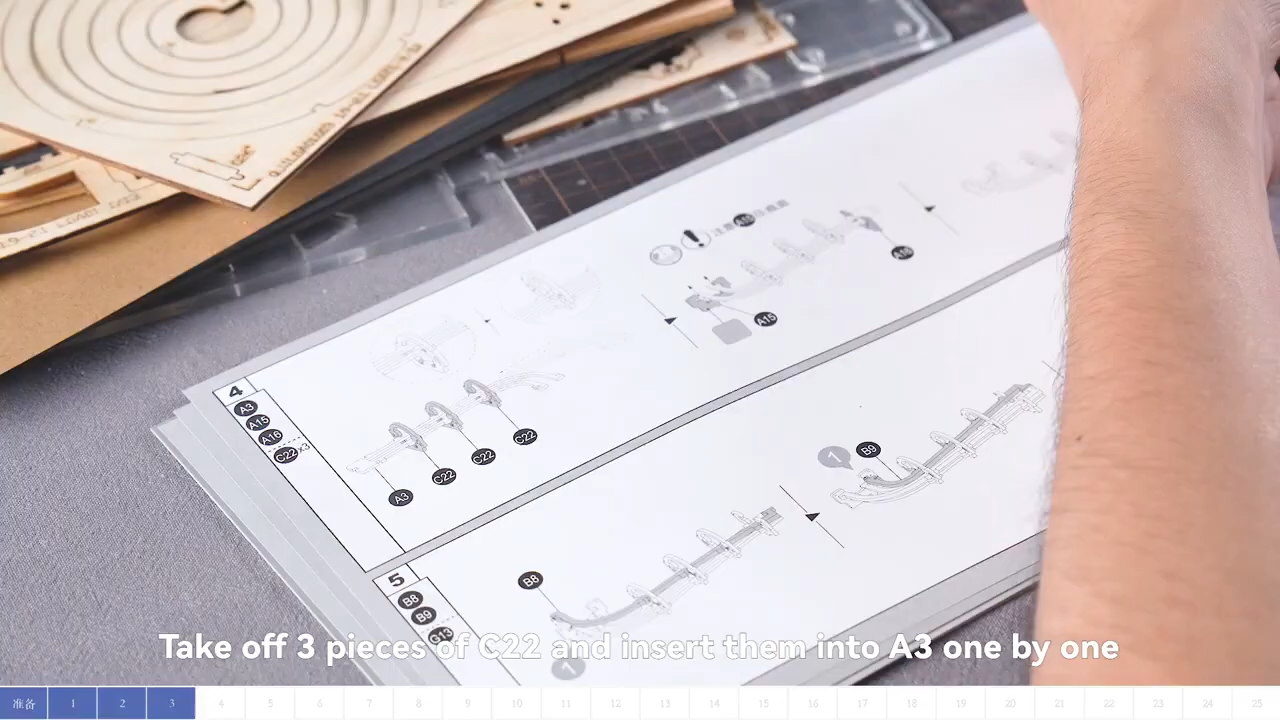 4
A3
A15
A16
C22 x3
A3
C22
C22
C22
A15
A16
5
B8
B9
G13
B8
1
1
B9
Take off 3 pieces of C22 and insert them into A3 one by one
准备 1 2 3 4 5 6 7 8 9 10 11 12 13 14 15 16 17 18 19 20 21 22 23 24 25